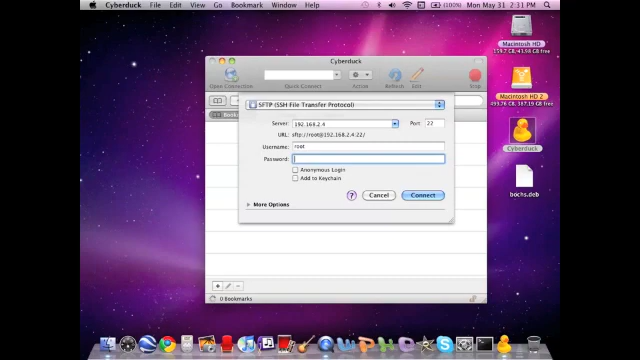 Cyberduck File Edit View Go Bookmark Window Help (100%) Mon May 31 2:31 PM
Macintosh HD
Cyberduck
Open Connection Quick Connect Action Refresh Edit Stop
Macintosh HD 2
SFTP (SSH File Transfer Protocol)
Server: 192.168.2.4 Port: 22
URL: sftp://root@192.168.2.4:22/
Username: root
Password:
Anonymous Login
Add to Keychain
? Cancel Connect
More Options
Cyberduck
bochs.deb
0 Bookmarks